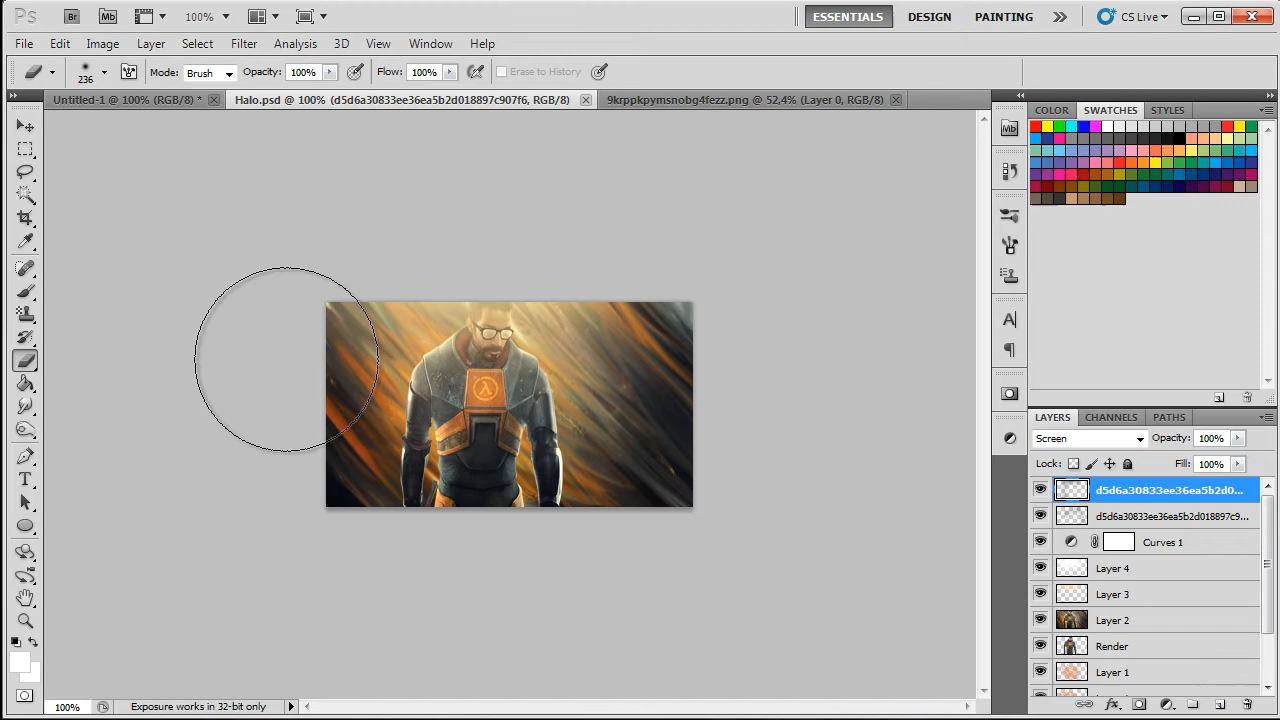 Ps Br Mb 100% ESSENTIALS DESIGN PAINTING CS Live
File Edit Image Layer Select Filter Analysis 3D View Window Help
236 Mode: Brush Opacity: 100% Flow: 100% Erase to History
Untitled-1 @ 100% (RGB/8) * Halo.psd @ 100% (d5d6a30833ee36ea5b2d018897c907f6, RGB/8) 9krppkpymsnobg4fezz.png @ 52,4% (Layer 0, RGB/8)
COLOR SWATCHES STYLES
Mb
LAYERS CHANNELS PATHS
Screen Opacity: 100%
Lock: Fill: 100%
d5d6a30833ee36ea5b2d0...
d5d6a30833ee36ea5b2d018897c9...
Curves 1
Layer 4
Layer 3
Layer 2
Render
Layer 1
100% Exposure works in 32-bit only